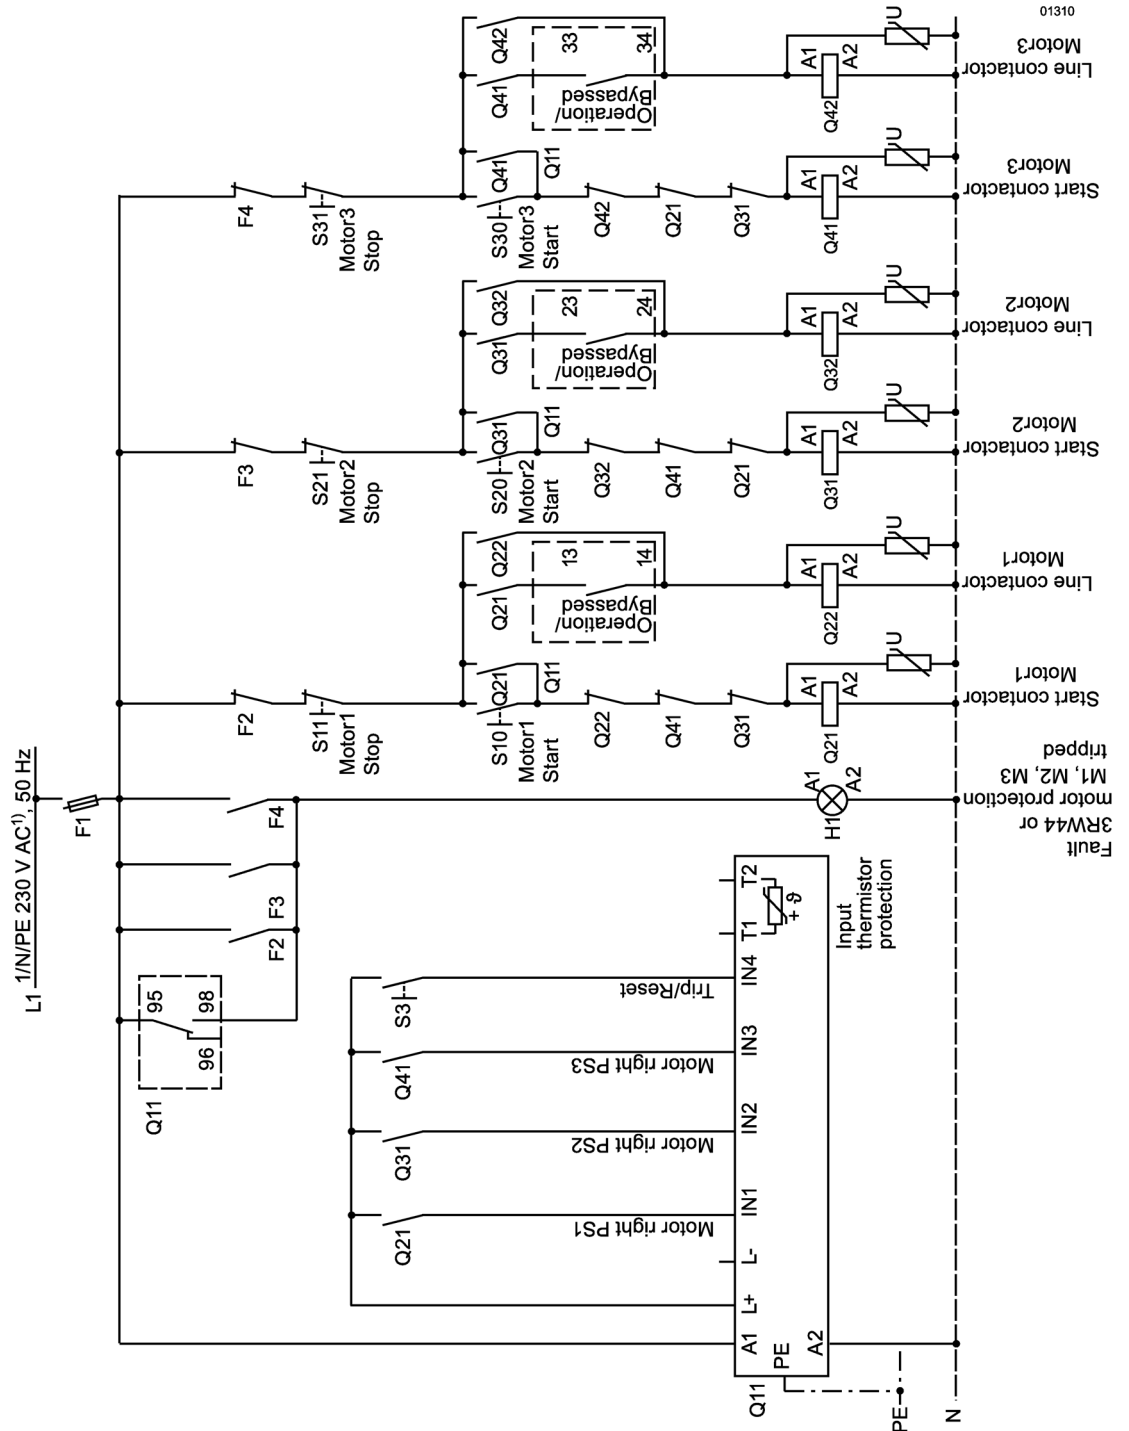 L1 1/N/PE 230 V AC1), 50 Hz
F1
Q11
95
96
98
F2
F3
F4
Q21
Q31
Q41
S3
Motor right PS1
Motor right PS2
Motor right PS3
Trip/Reset
Q11
A1
L+
L-
IN1
IN2
IN3
IN4
T1
T2
PE
A2
+ ϑ
Input
thermistor
protection
PE
N
H1
A1
A2
Fault
3RW44 or
motor protection
M1, M2, M3
tripped
F2
S11
Motor1
Stop
S10
Motor1
Start
Q21
Q11
Q22
Q41
Q31
Q21
A1
A2
U
Start contactor
Motor1
Q21
Q22
13
14
Operation/
Bypassed
Q22
A1
A2
U
Line contactor
Motor1
F3
S21
Motor2
Stop
S20
Motor2
Start
Q31
Q11
Q32
Q41
Q21
Q31
A1
A2
U
Start contactor
Motor2
Q31
Q32
23
24
Operation/
Bypassed
Q32
A1
A2
U
Line contactor
Motor2
F4
S31
Motor3
Stop
S30
Motor3
Start
Q41
Q11
Q42
Q21
Q31
Q41
A1
A2
U
Start contactor
Motor3
Q41
Q42
33
34
Operation/
Bypassed
Q42
A1
A2
U
Line contactor
Motor3
01310